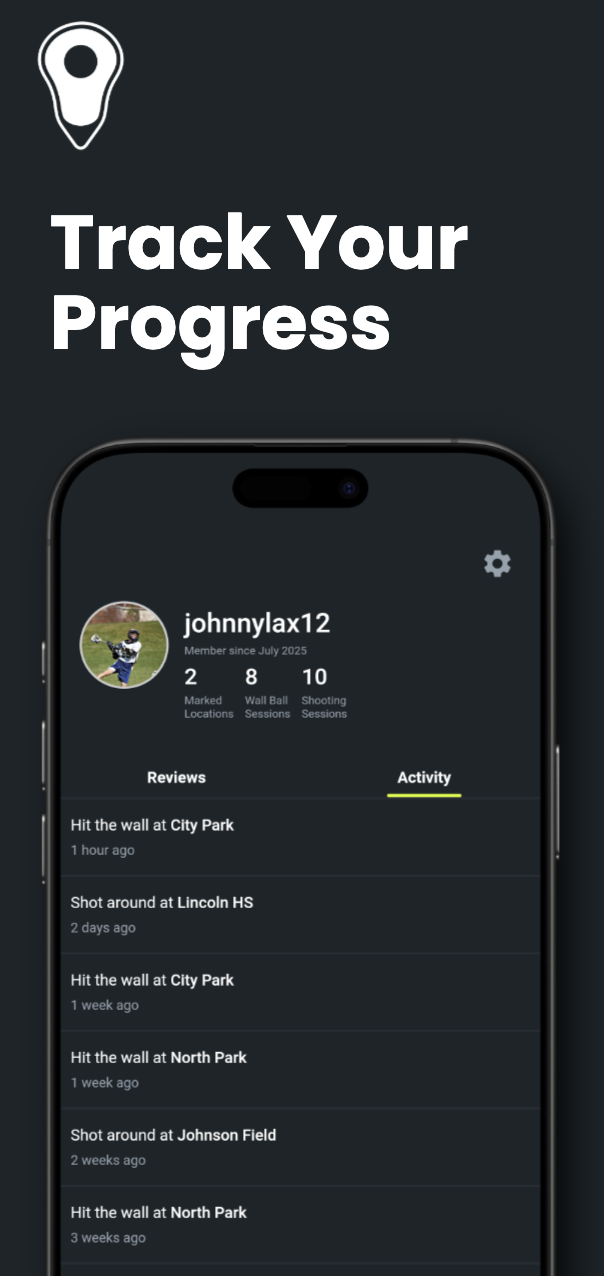 Track Your
Progress
johnnylax12
Member since July 2025
2 8 10
Marked Wall Ball Shooting
Locations Sessions Sessions
Reviews Activity
Hit the wall at City Park
1 hour ago
Shot around at Lincoln HS
2 days ago
Hit the wall at City Park
1 week ago
Hit the wall at North Park
1 week ago
Shot around at Johnson Field
2 weeks ago
Hit the wall at North Park
3 weeks ago